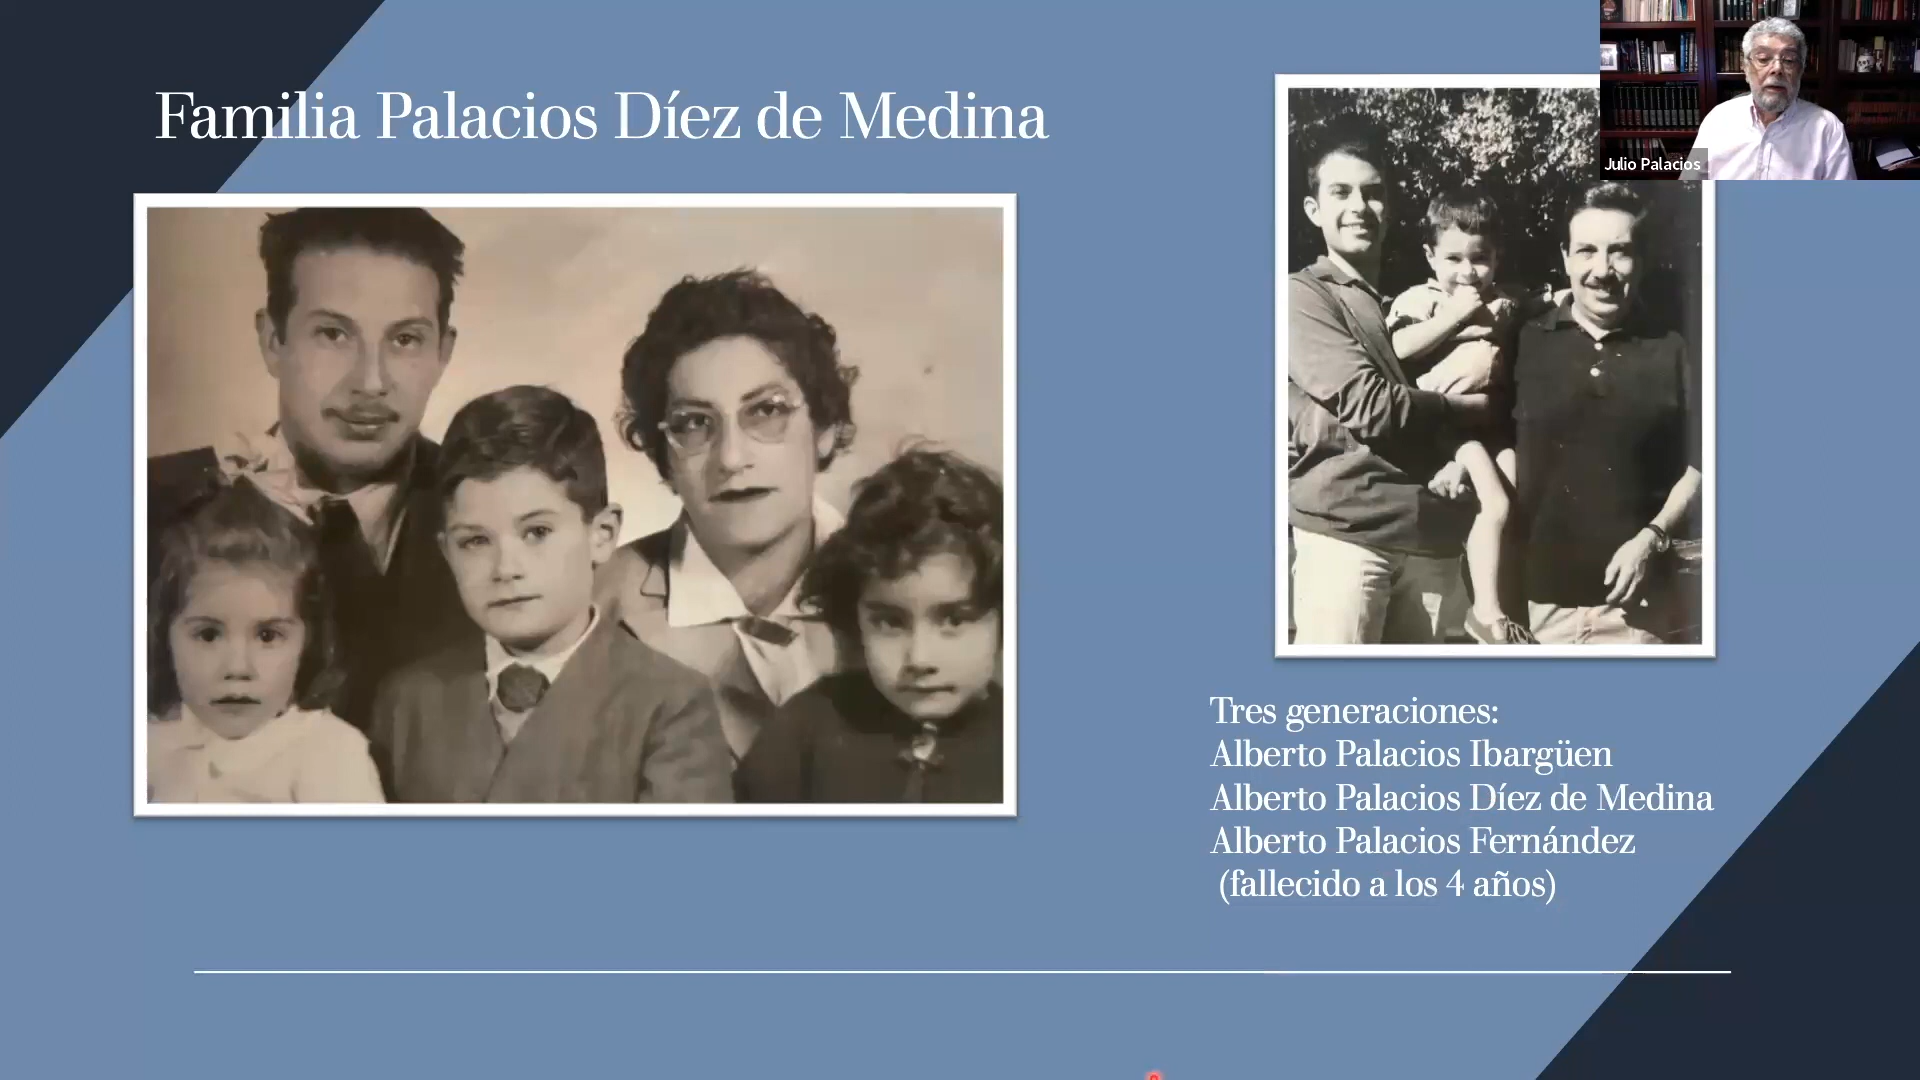 Familia Palacios Díez de Medina
Julio Palacios
Tres generaciones:
Alberto Palacios Ibargüen
Alberto Palacios Díez de Medina
Alberto Palacios Fernández
(fallecido a los 4 años)